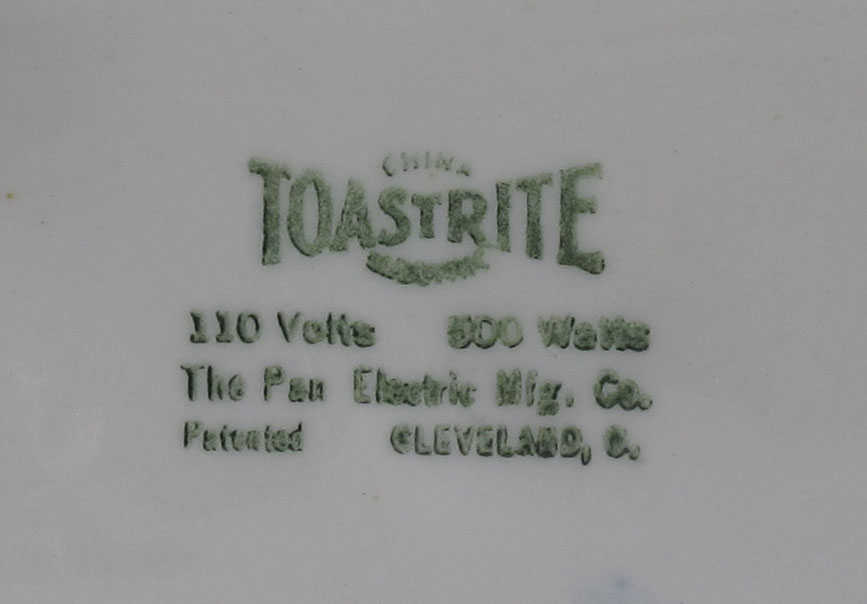 CHINA
TOASTRITE
110 Volts 500 Watts
The Pan Electric Mfg. Co.
Patented CLEVELAND, O.